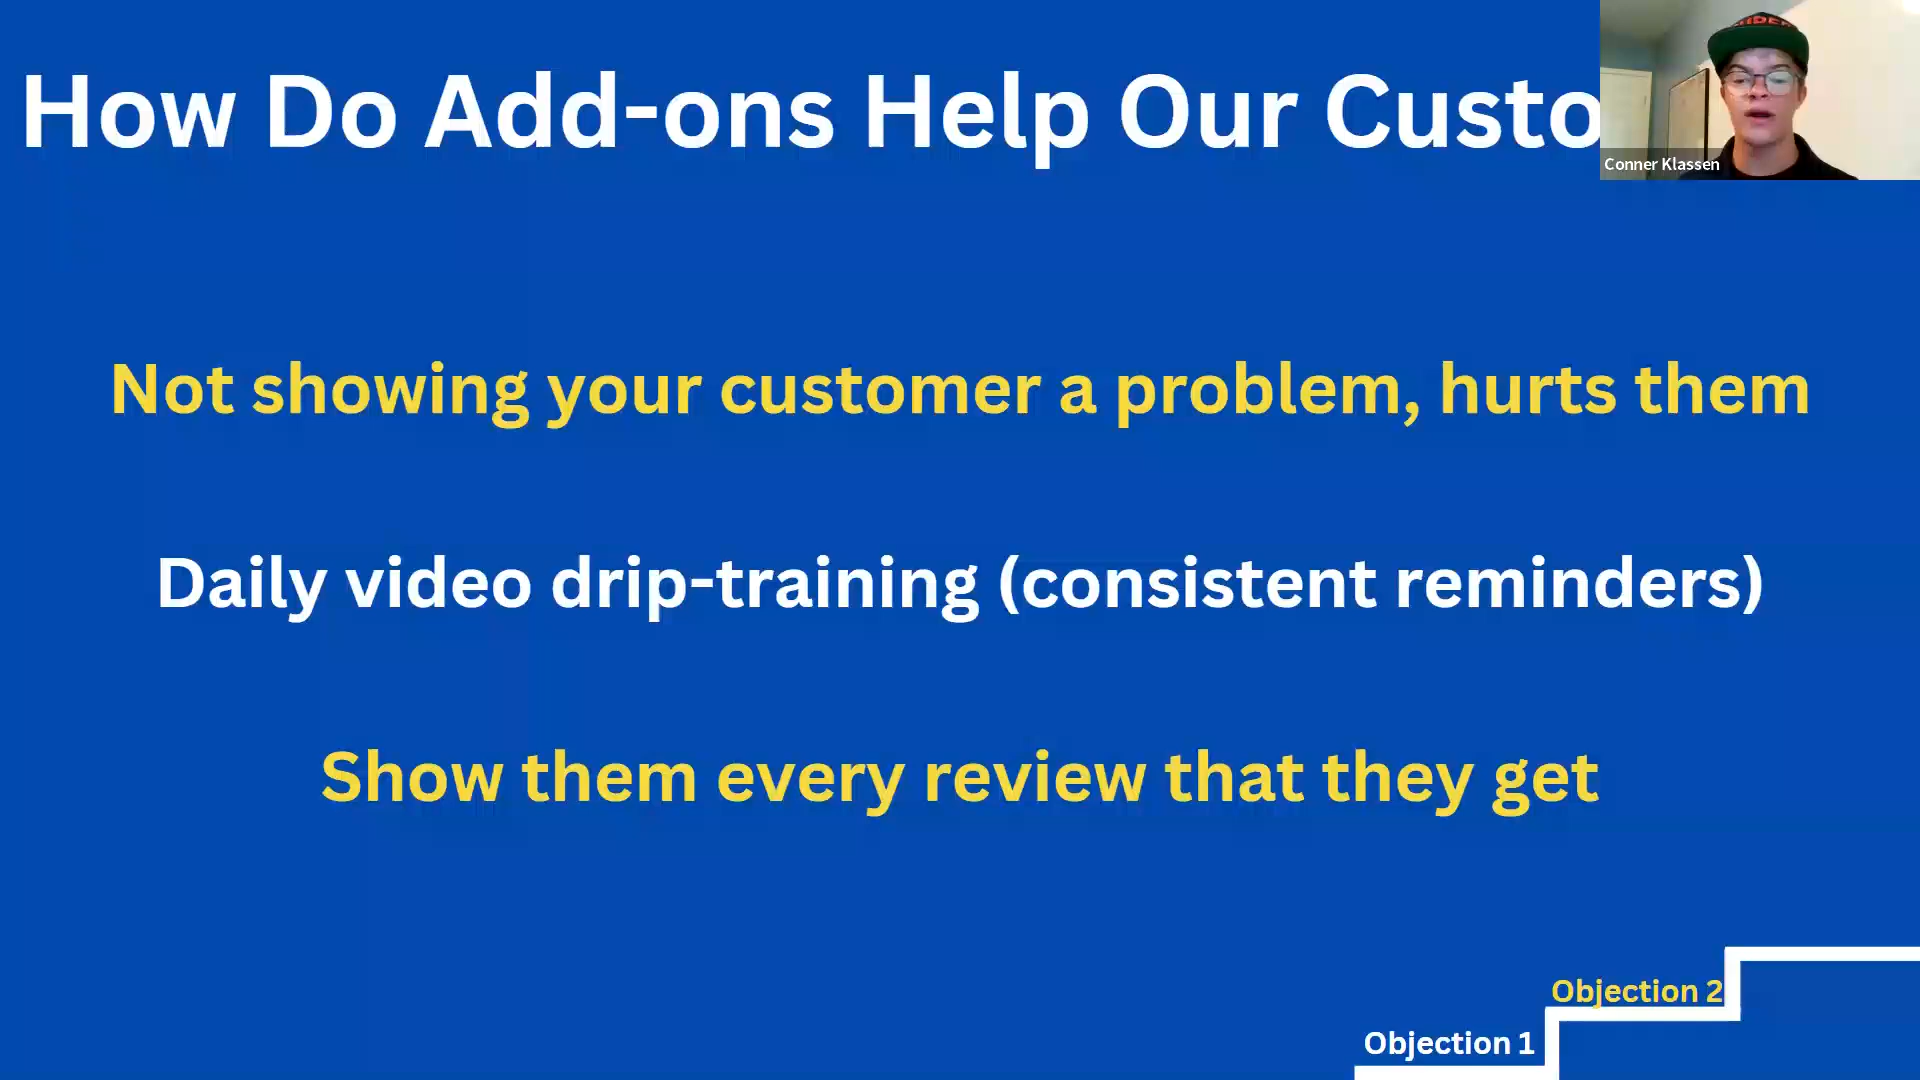 How Do Add-ons Help Our Custo
Conner Klassen
Not showing your customer a problem, hurts them
Daily video drip-training (consistent reminders)
Show them every review that they get
Objection 2
Objection 1